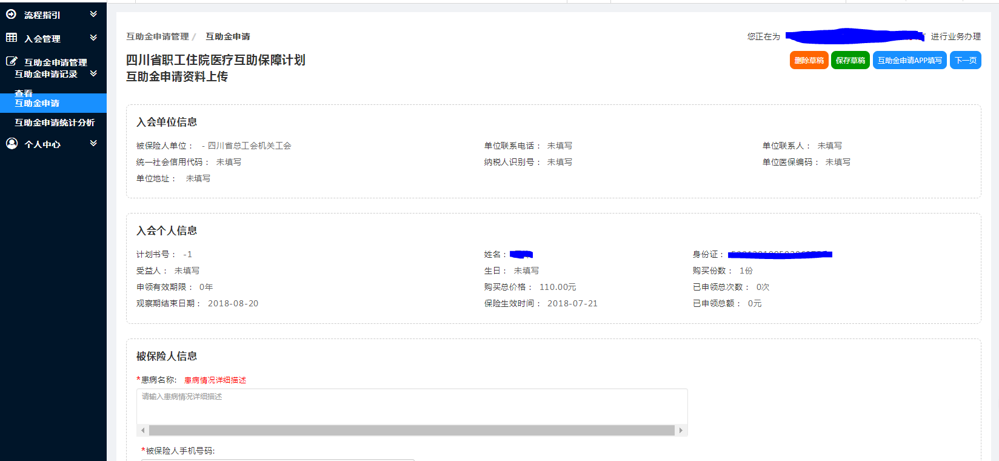 流程指引
入会管理
互助金申请管理
互助金申请记录
查看
互助金申请
互助金申请统计分析
个人中心
互助金申请管理 / 互助金申请
您正在为 进行业务办理
四川省职工住院医疗互助保障计划
互助金申请资料上传
删除草稿 保存草稿 互助金申请APP填写 下一页
入会单位信息
被保险人单位： - 四川省总工会机关工会 单位联系电话： 未填写 单位联系人： 未填写
统一社会信用代码： 未填写 纳税人识别号： 未填写 单位医保编码： 未填写
单位地址： 未填写
入会个人信息
计划书号： -1 姓名： 身份证：
受益人： 未填写 生日： 未填写 购买份数： 1份
申领有效期限： 0年 购买总价格： 110.00元 已申领总次数： 0次
观察期结束日期： 2018-08-20 保险生效时间： 2018-07-21 已申领总额： 0元
被保险人信息
*患病名称: 患病情况详细描述
请输入患病情况详细描述
*被保险人手机号码: